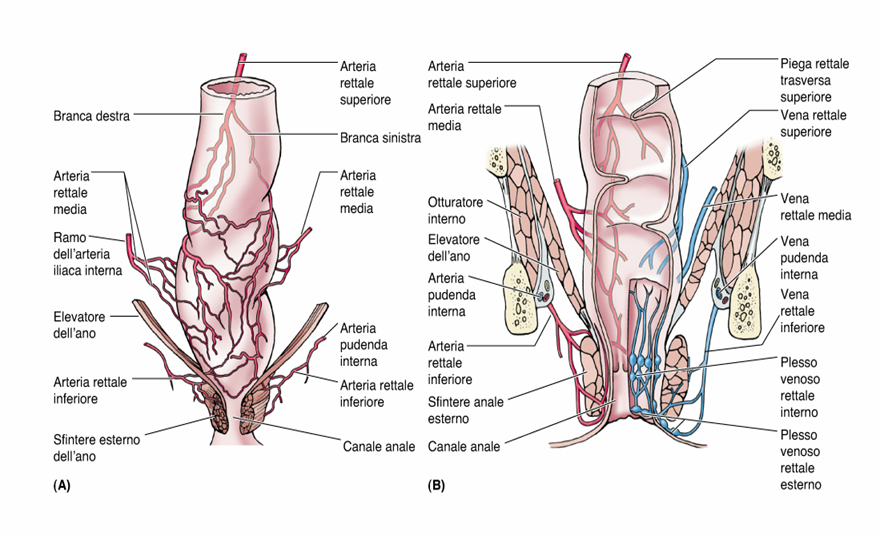 Arteria
rettale
superiore
Branca destra
Branca sinistra
Arteria
rettale
media
Arteria
rettale
media
Ramo
dell'arteria
iliaca interna
Elevatore
dell'ano
Arteria
pudenda
interna
Arteria rettale
inferiore
Arteria rettale
inferiore
Sfintere esterno
dell'ano
Canale anale
(A)
Arteria
rettale superiore
Arteria rettale
media
Otturatore
interno
Elevatore
dell'ano
Arteria
pudenda
interna
Arteria
rettale
inferiore
Sfintere anale
esterno
Canale anale
(B)
Piega rettale
trasversa
superiore
Vena rettale
superiore
Vena
rettale media
Vena
pudenda
interna
Vena
rettale
inferiore
Plesso
venoso
rettale
interno
Plesso
venoso
rettale
esterno